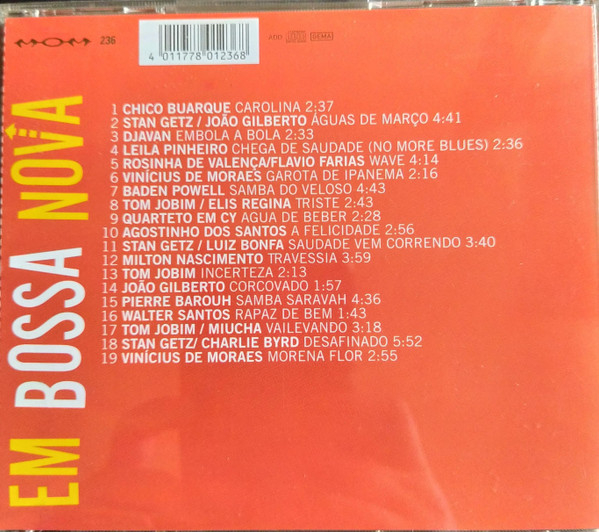 MOM 236
4 011778 012368
ADD GEMA
EM BOSSA NOVA
1 CHICO BUARQUE CAROLINA 2:37
2 STAN GETZ / JOÃO GILBERTO ÁGUAS DE MARÇO 4:41
3 DJAVAN EMBOLA A BOLA 2:33
4 LEILA PINHEIRO CHEGA DE SAUDADE (NO MORE BLUES) 2:36
5 ROSINHA DE VALENÇA/FLAVIO FARIAS WAVE 4:14
6 VINÍCIUS DE MORAES GAROTA DE IPANEMA 2:16
7 BADEN POWELL SAMBA DO VELOSO 4:43
8 TOM JOBIM / ELIS REGINA TRISTE 2:43
9 QUARTETO EM CY AGUA DE BEBER 2:28
10 AGOSTINHO DOS SANTOS A FELICIDADE 2:56
11 STAN GETZ / LUIZ BONFA SAUDADE VEM CORRENDO 3:40
12 MILTON NASCIMENTO TRAVESSIA 3:59
13 TOM JOBIM INCERTEZA 2:13
14 JOÃO GILBERTO CORCOVADO 1:57
15 PIERRE BAROUH SAMBA SARAVAH 4:36
16 WALTER SANTOS RAPAZ DE BEM 1:43
17 TOM JOBIM / MIUCHA VAILEVANDO 3:18
18 STAN GETZ/ CHARLIE BYRD DESAFINADO 5:52
19 VINÍCIUS DE MORAES MORENA FLOR 2:55